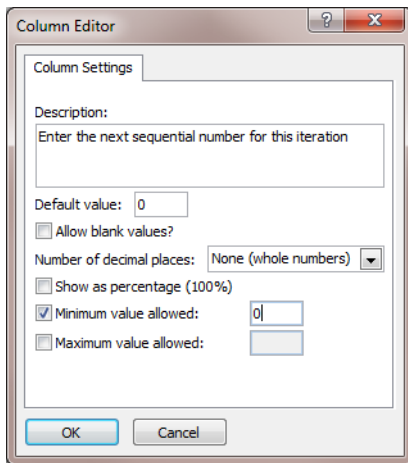 Column Editor
Column Settings
Description:
Enter the next sequential number for this iteration
Default value: 0
Allow blank values?
Number of decimal places: None (whole numbers)
Show as percentage (100%)
Minimum value allowed: 0
Maximum value allowed:
OK Cancel